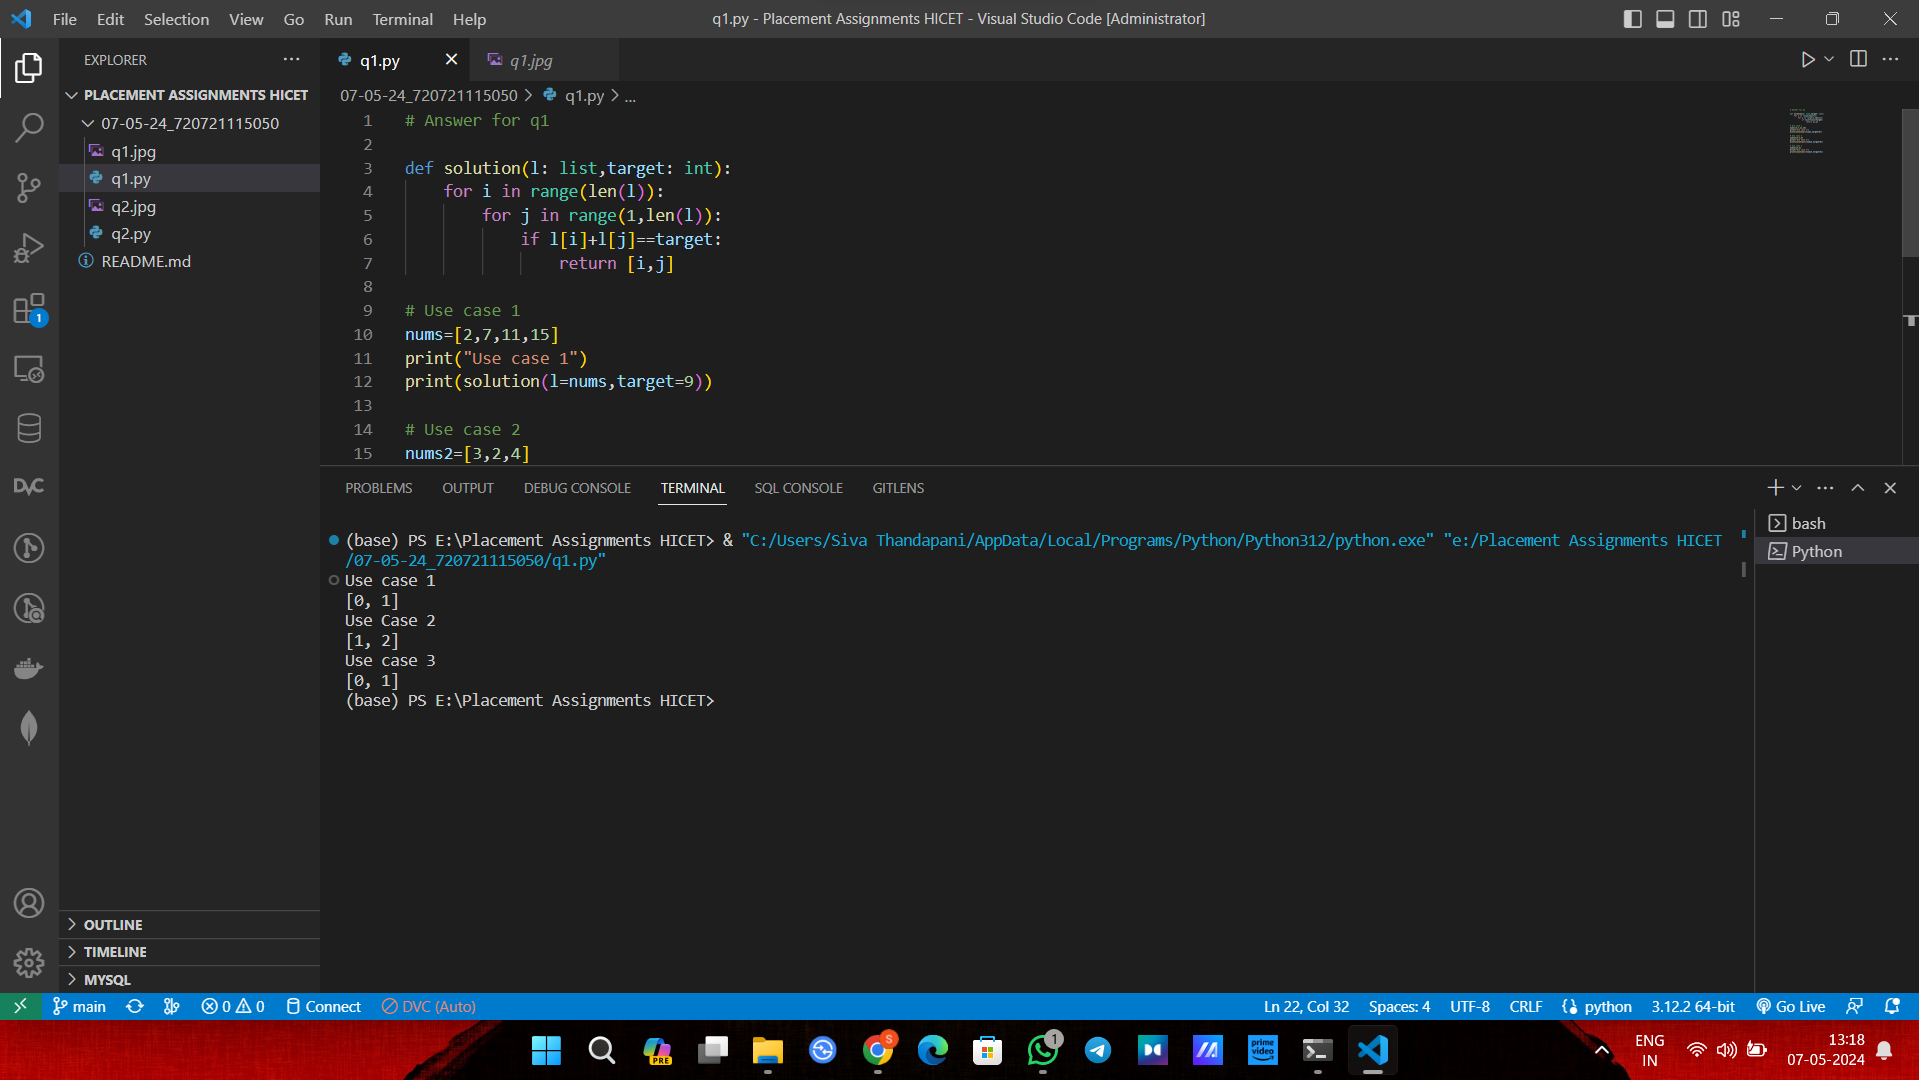 File Edit Selection View Go Run Terminal Help
q1.py - Placement Assignments HICET - Visual Studio Code [Administrator]
EXPLORER
PLACEMENT ASSIGNMENTS HICET
07-05-24_720721115050
q1.jpg
q1.py
q2.jpg
q2.py
README.md
OUTLINE
TIMELINE
MYSQL
1
DVC
q1.py
q1.jpg
07-05-24_720721115050 > q1.py > ...
1 # Answer for q1
2
3 def solution(l: list,target: int):
4     for i in range(len(l)):
5         for j in range(1,len(l)):
6             if l[i]+l[j]==target:
7                 return [i,j]
8
9 # Use case 1
10 nums=[2,7,11,15]
11 print("Use case 1")
12 print(solution(l=nums,target=9))
13
14 # Use case 2
15 nums2=[3,2,4]
PROBLEMS OUTPUT DEBUG CONSOLE TERMINAL SQL CONSOLE GITLENS
(base) PS E:\Placement Assignments HICET> & "C:/Users/Siva Thandapani/AppData/Local/Programs/Python/Python312/python.exe" "e:/Placement Assignments HICET
/07-05-24_720721115050/q1.py"
Use case 1
[0, 1]
Use Case 2
[1, 2]
Use case 3
[0, 1]
(base) PS E:\Placement Assignments HICET>
bash
Python
main 0 0 Connect DVC (Auto) Ln 22, Col 32 Spaces: 4 UTF-8 CRLF python 3.12.2 64-bit Go Live
PRE
S
1
prime video
ENG
IN
13:18
07-05-2024